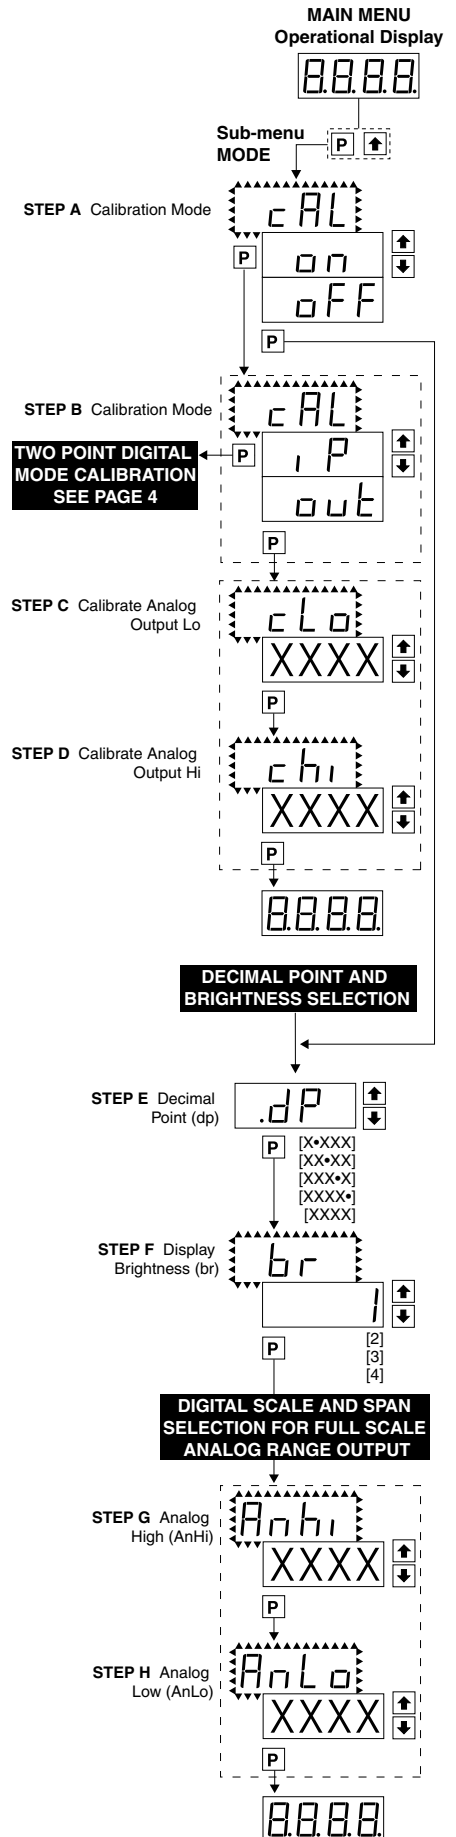 MAIN MENU
Operational Display
8.8.8.8.
Sub-menu
MODE
P
STEP A Calibration Mode
cAL
P
on
oFF
P
STEP B Calibration Mode
cAL
TWO POINT DIGITAL
MODE CALIBRATION
SEE PAGE 4
P
iP
out
P
STEP C Calibrate Analog
Output Lo
cLo
XXXX
P
STEP D Calibrate Analog
Output Hi
chi
XXXX
P
8.8.8.8.
DECIMAL POINT AND
BRIGHTNESS SELECTION
STEP E Decimal
Point (dp)
.dP
P
[X•XXX]
[XX•XX]
[XXX•X]
[XXXX•]
[XXXX]
STEP F Display
Brightness (br)
br
1
P
[2]
[3]
[4]
DIGITAL SCALE AND SPAN
SELECTION FOR FULL SCALE
ANALOG RANGE OUTPUT
STEP G Analog
High (AnHi)
Anhi
XXXX
P
STEP H Analog
Low (AnLo)
AnLo
XXXX
P
8.8.8.8.